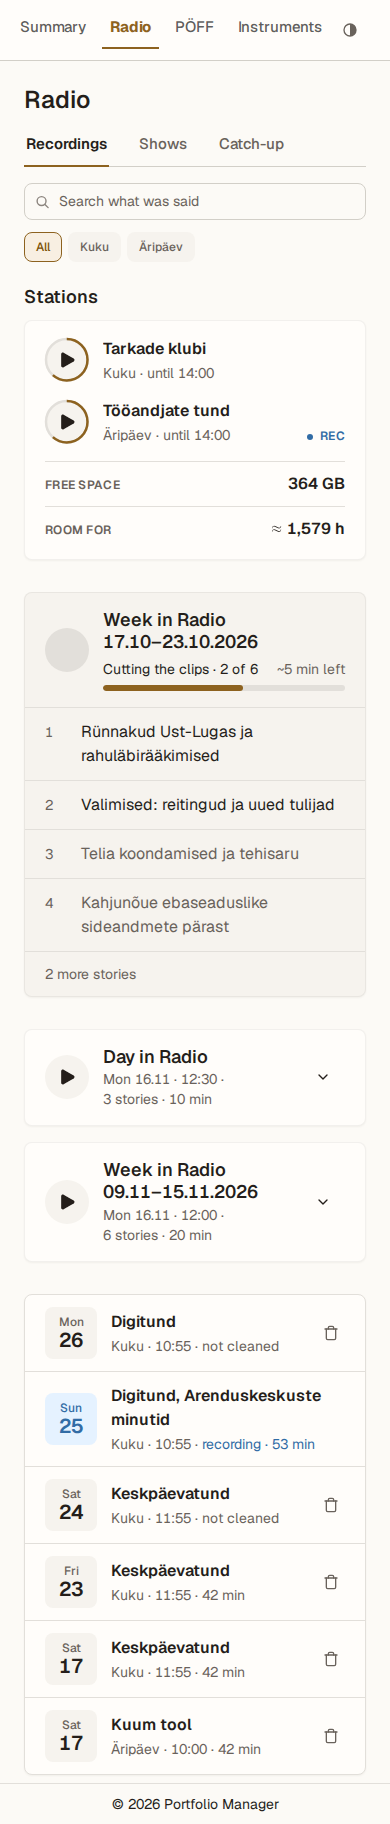 Summary Radio PÖFF Instruments
Radio
Recordings Shows Catch-up
Search what was said
All Kuku Äripäev
Stations
Tarkade klubi
Kuku · until 14:00
Tööandjate tund
Äripäev · until 14:00 REC
FREE SPACE 364 GB
ROOM FOR ≈ 1,579 h
Week in Radio
17.10–23.10.2026
Cutting the clips · 2 of 6 ~5 min left
1 Rünnakud Ust-Lugas ja
rahuläbirääkimised
2 Valimised: reitingud ja uued tulijad
3 Telia koondamised ja tehisaru
4 Kahjunõue ebaseaduslike
sideandmete pärast
2 more stories
Day in Radio
Mon 16.11 · 12:30 ·
3 stories · 10 min
Week in Radio
09.11–15.11.2026
Mon 16.11 · 12:00 ·
6 stories · 20 min
Mon Digitund
26 Kuku · 10:55 · not cleaned
Sun Digitund, Arenduskeskuste
25 minutid
Kuku · 10:55 · recording · 53 min
Sat Keskpäevatund
24 Kuku · 11:55 · not cleaned
Fri Keskpäevatund
23 Kuku · 11:55 · 42 min
Sat Keskpäevatund
17 Kuku · 11:55 · 42 min
Sat Kuum tool
17 Äripäev · 10:00 · 42 min
© 2026 Portfolio Manager